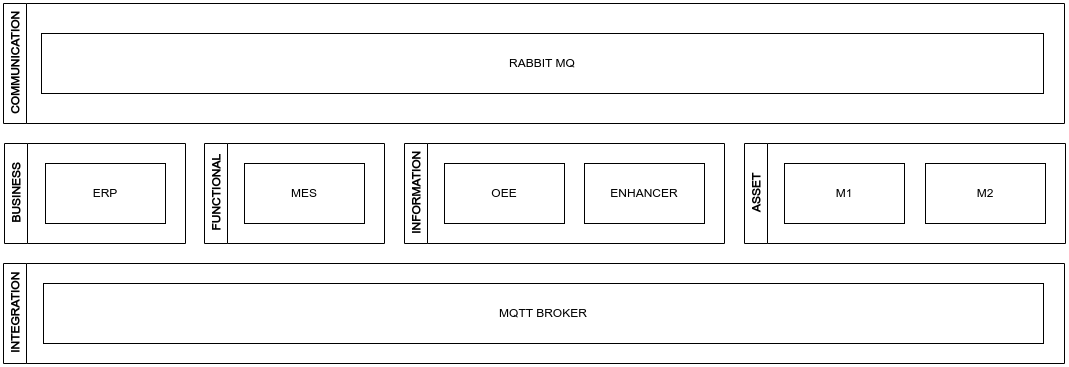 COMMUNICATION
RABBIT MQ
BUSINESS
ERP
FUNCTIONAL
MES
INFORMATION
OEE
ENHANCER
ASSET
M1
M2
INTEGRATION
MQTT BROKER